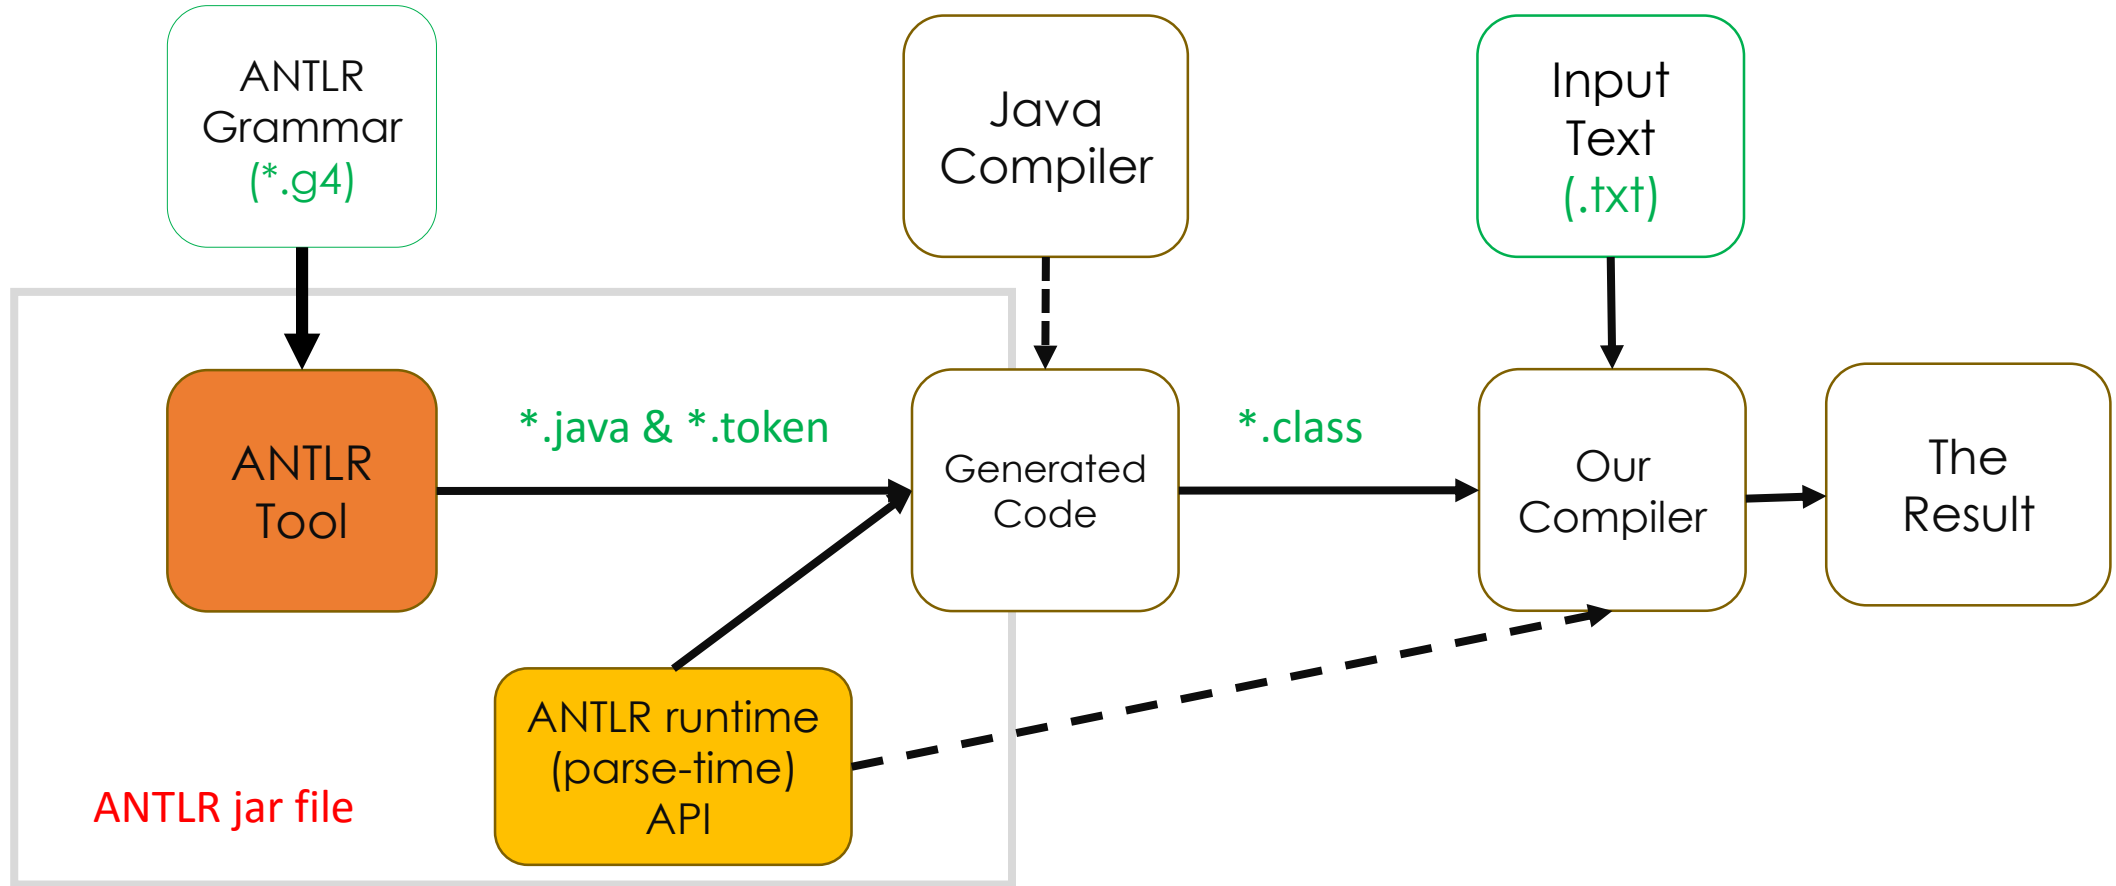 ANTLR
Grammar
(*.g4)
Java
Compiler
Input
Text
(.txt)
ANTLR
Tool
*.java & *.token
Generated
Code
*.class
Our
Compiler
The
Result
ANTLR runtime
(parse-time)
API
ANTLR jar file